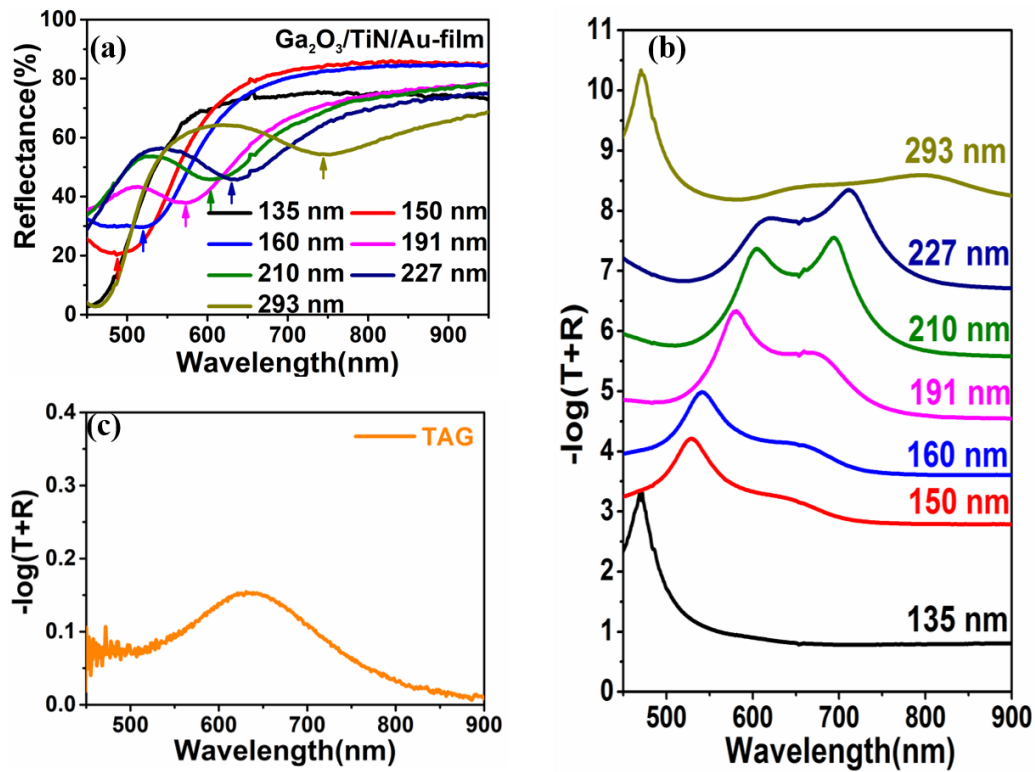 (a)
Ga₂O₃/TiN/Au-film
Reflectance(%)
100
80
60
40
20
0
135 nm 150 nm
160 nm 191 nm
210 nm 227 nm
293 nm
500 600 700 800 900
Wavelength(nm)
(b)
-log(T+R)
11
10
9
8
7
6
5
4
3
2
1
0
293 nm
227 nm
210 nm
191 nm
160 nm
150 nm
135 nm
500 600 700 800 900
Wavelength(nm)
(c)
TAG
-log(T+R)
0.4
0.3
0.2
0.1
0.0
500 600 700 800 900
Wavelength(nm)